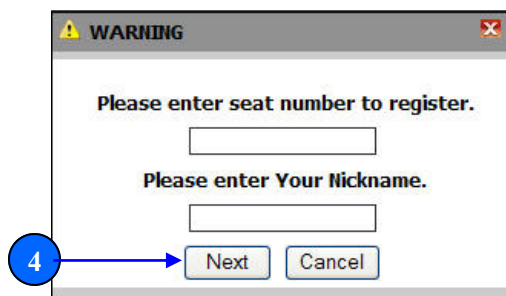 WARNING
Please enter seat number to register.
Please enter Your Nickname.
4
Next Cancel